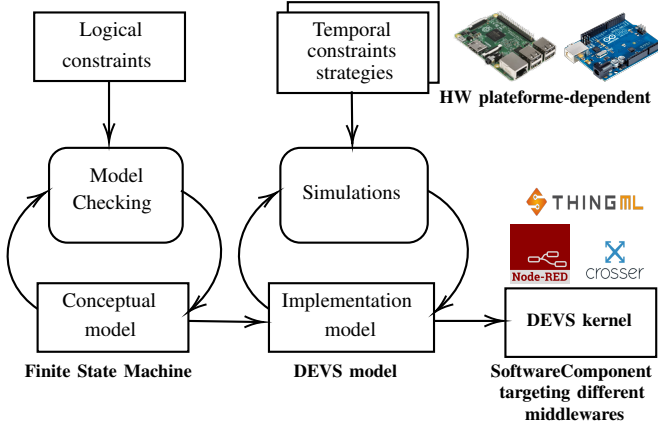 Logical
constraints
Temporal
constraints
strategies
HW plateforme-dependent
Model
Checking
Simulations
THINGML
Node-RED
crosser
Conceptual
model
Implementation
model
DEVS kernel
Finite State Machine
DEVS model
SoftwareComponent
targeting different
middlewares